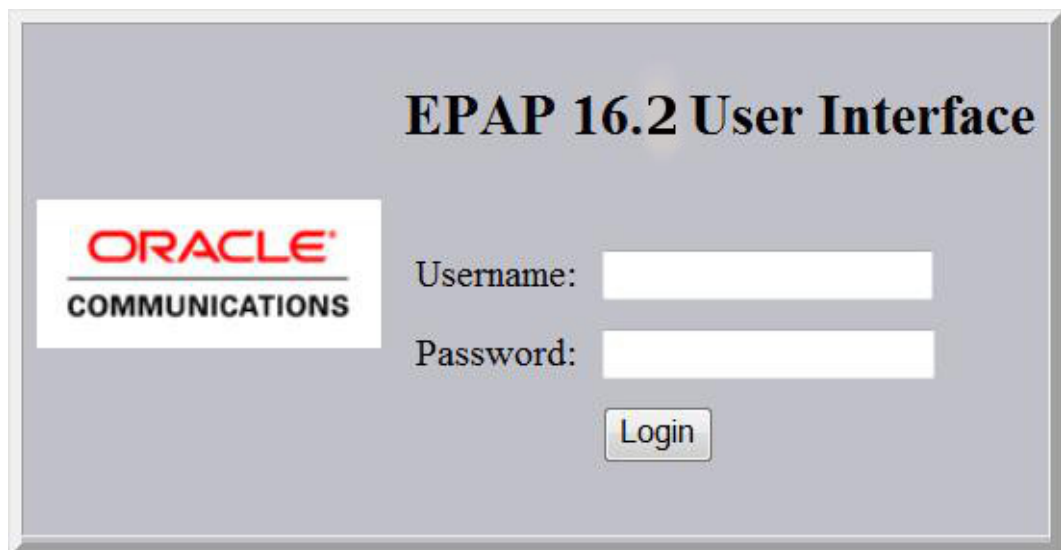 EPAP 16.2 User Interface
ORACLE
COMMUNICATIONS
Username:
Password:
Login